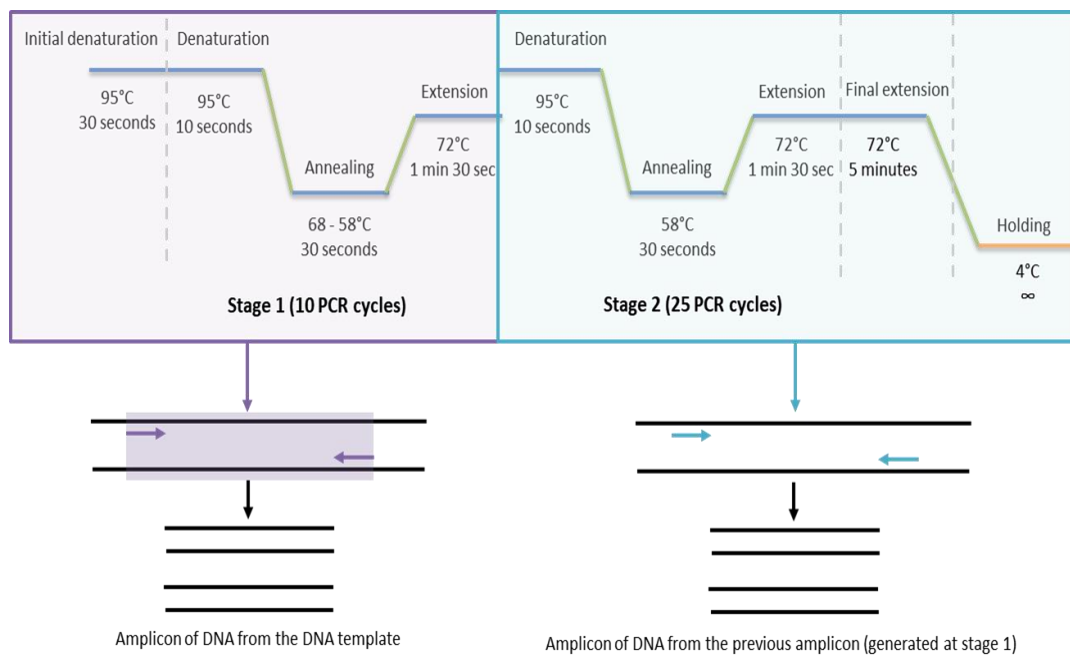 Initial denaturation
Denaturation
95°C
30 seconds
95°C
10 seconds
Annealing
68 - 58°C
30 seconds
Extension
72°C
1 min 30 sec
Stage 1 (10 PCR cycles)
Denaturation
95°C
10 seconds
Annealing
58°C
30 seconds
Extension
72°C
1 min 30 sec
Final extension
72°C
5 minutes
Holding
4°C
∞
Stage 2 (25 PCR cycles)
Amplicon of DNA from the DNA template
Amplicon of DNA from the previous amplicon (generated at stage 1)